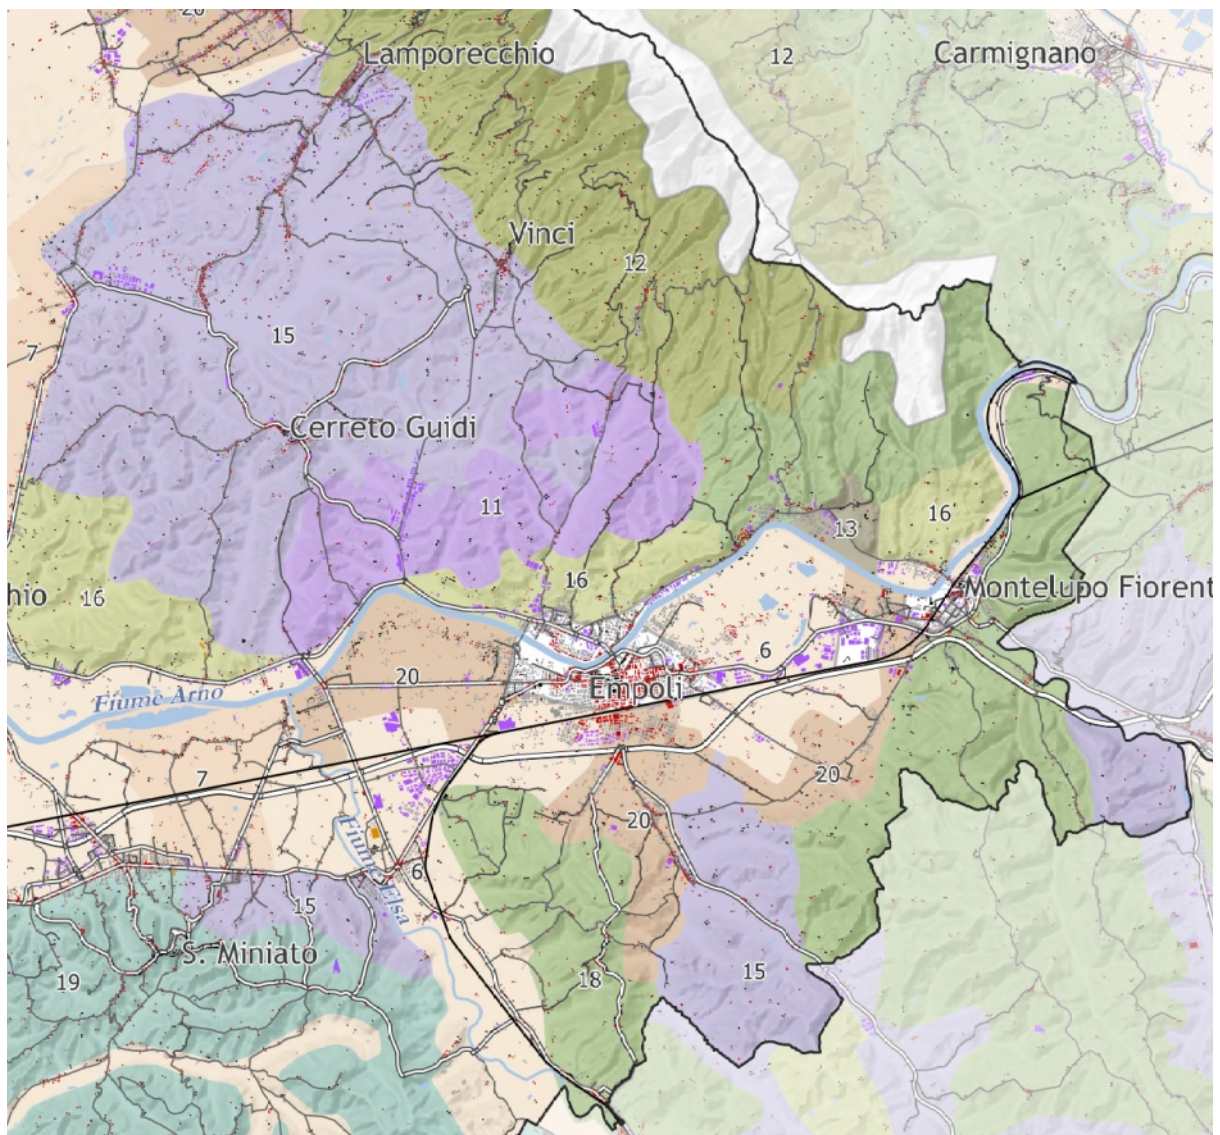 20
Lamporecchio
12
Carmignano
Vinci
12
15
7
Cerreto Guidi
11
16
13
16
16
hio
Montelupo Fiorent
6
20
Empoli
Fiume Arno
7
20
20
Fiume Elsa
6
15
S. Miniato
19
18
15